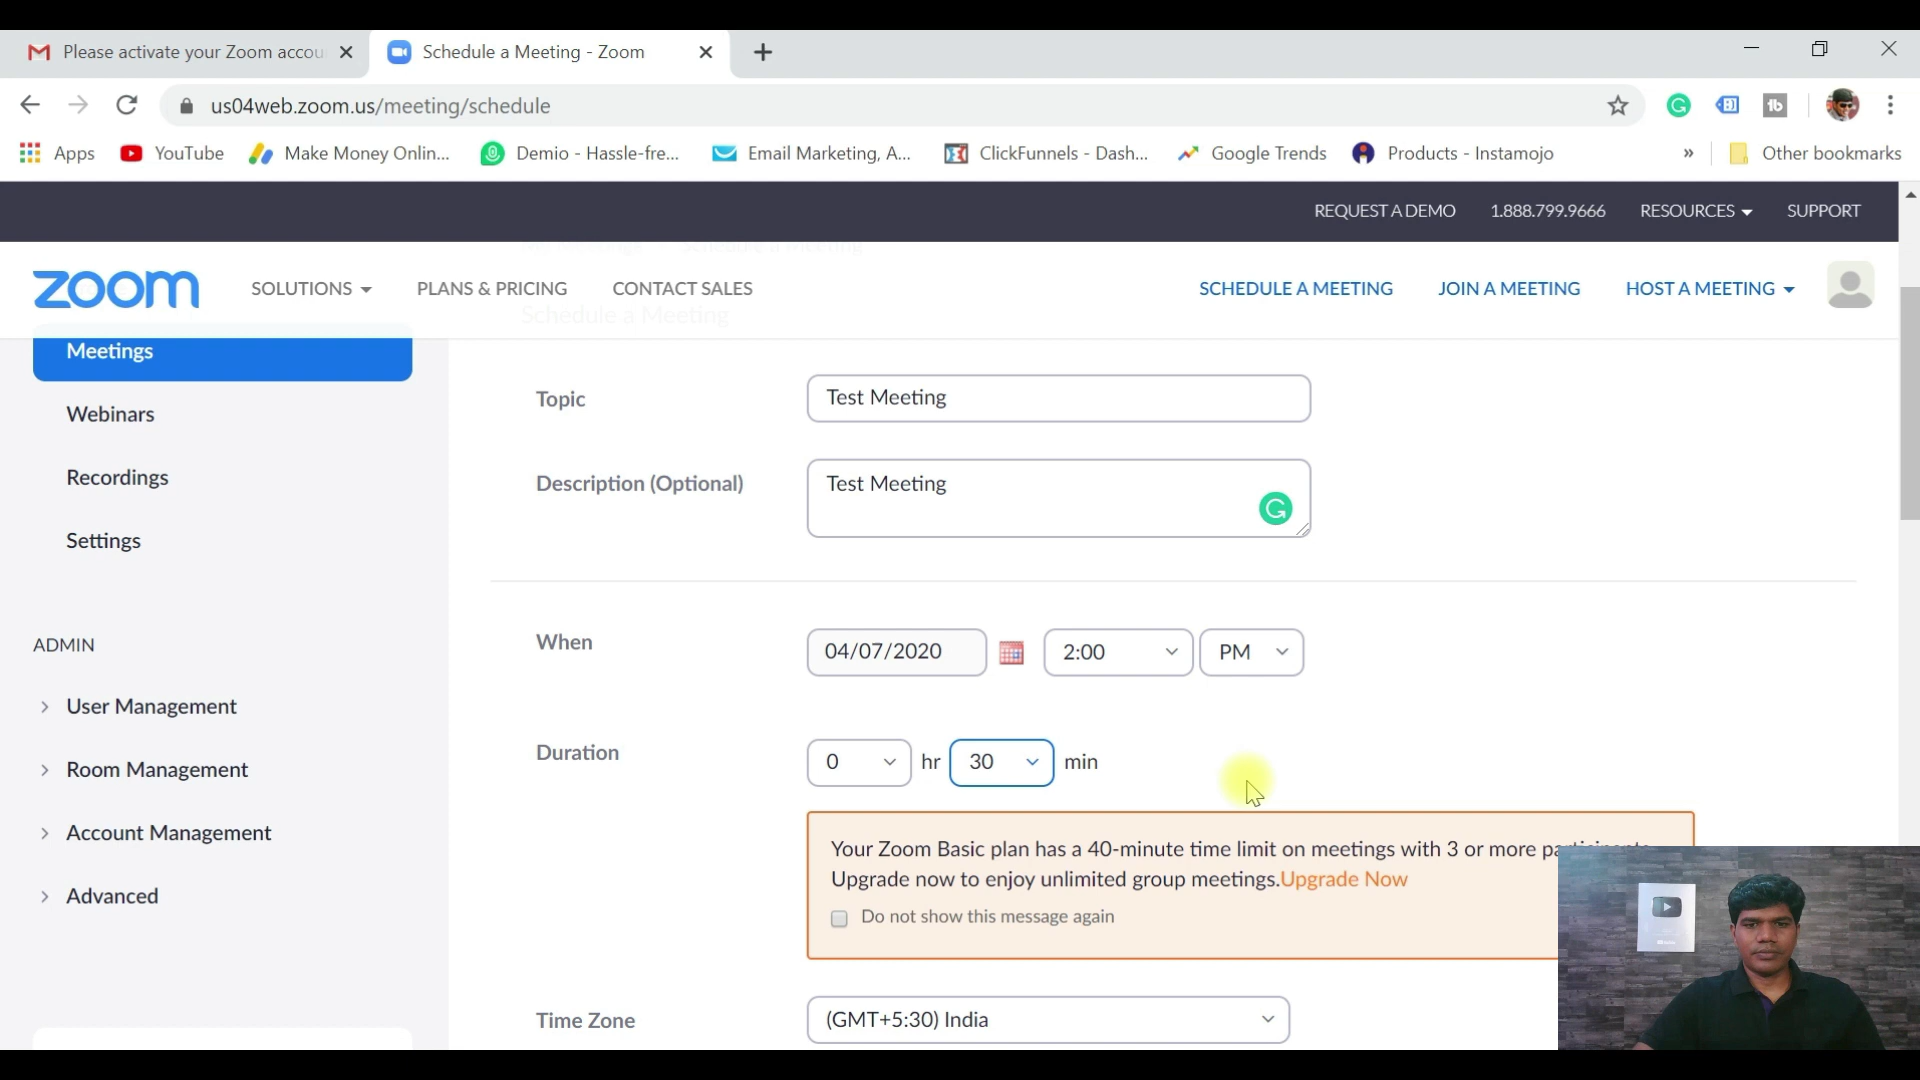 Please activate your Zoom accou
Schedule a Meeting - Zoom
us04web.zoom.us/meeting/schedule
Apps
YouTube
Make Money Onlin...
Demio - Hassle-fre...
Email Marketing, A...
ClickFunnels - Dash...
Google Trends
Products - Instamojo
»
Other bookmarks
REQUEST A DEMO
1.888.799.9666
RESOURCES
SUPPORT
zoom
SOLUTIONS
PLANS & PRICING
CONTACT SALES
SCHEDULE A MEETING
JOIN A MEETING
HOST A MEETING
Schedule a Meeting
Meetings
Webinars
Recordings
Settings
ADMIN
User Management
Room Management
Account Management
Advanced
Topic
Test Meeting
Description (Optional)
Test Meeting
When
04/07/2020
2:00
PM
Duration
0
hr
30
min
Your Zoom Basic plan has a 40-minute time limit on meetings with 3 or more
Upgrade now to enjoy unlimited group meetings.Upgrade Now
Do not show this message again
Time Zone
(GMT+5:30) India